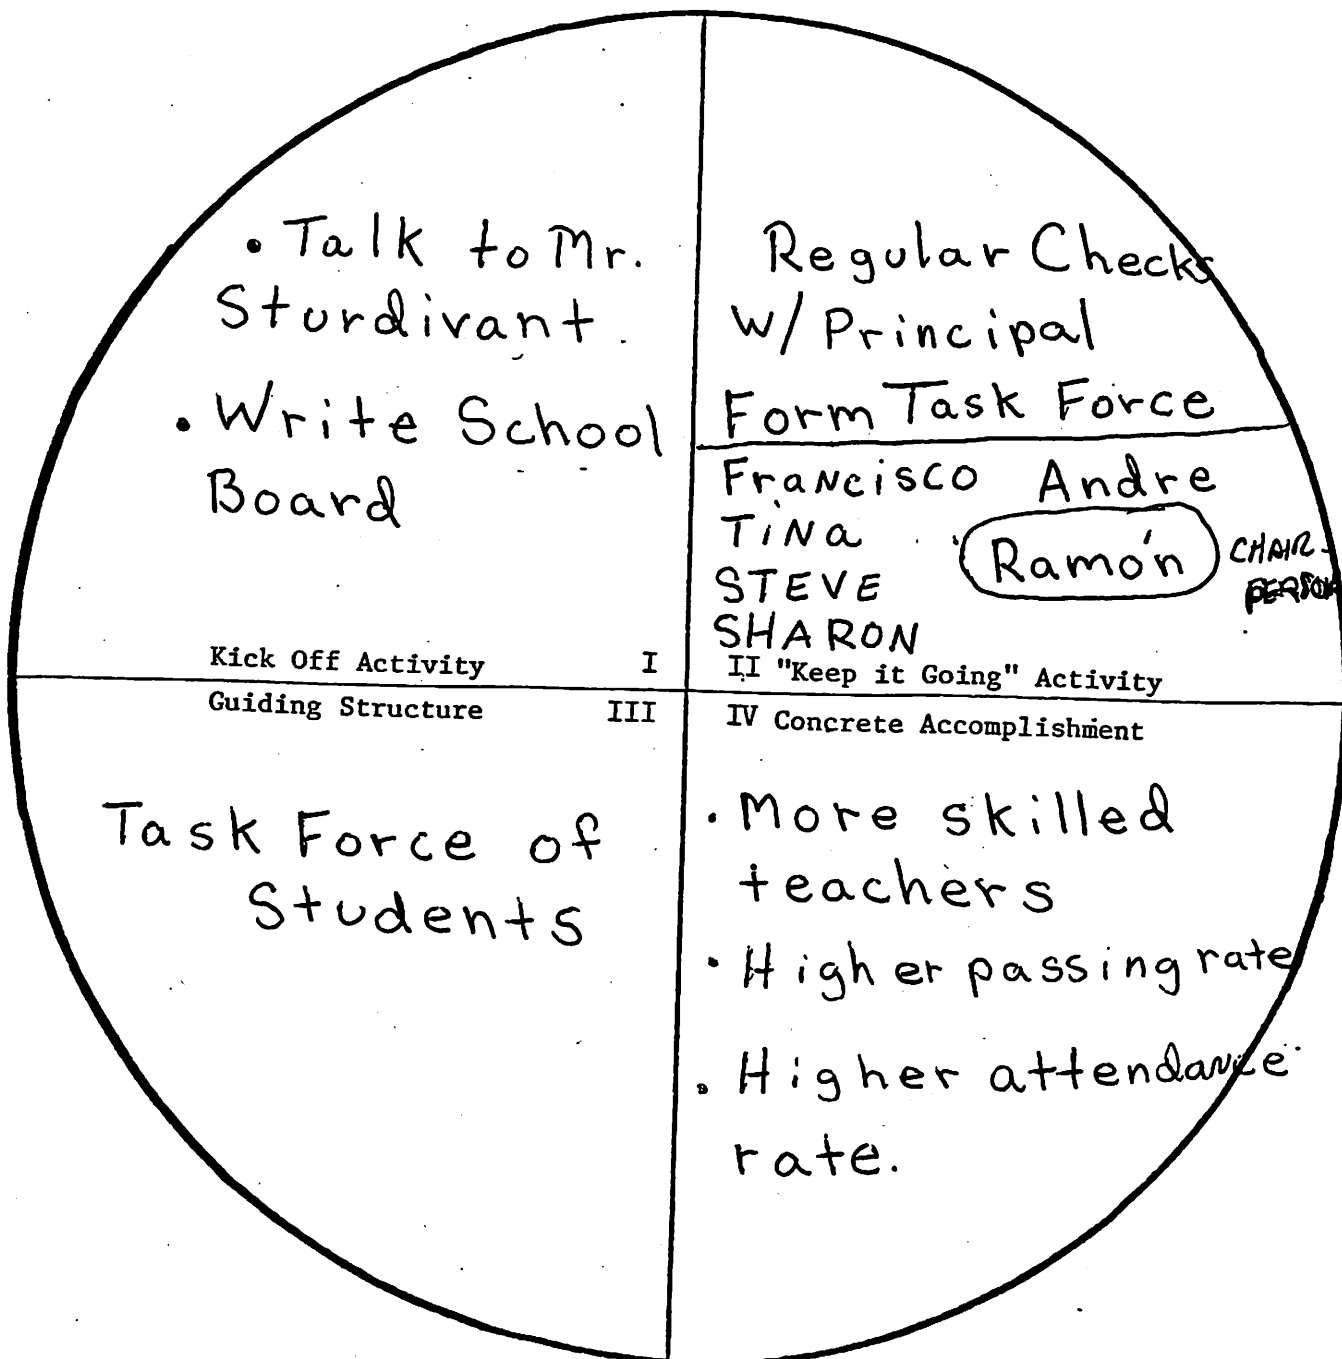 • Talk to Mr.
Sturdivant.
• Write School
Board
Kick Off Activity I
Regular Checks
w/ Principal
Form Task Force
Francisco Andre
Tina
Ramón CHAIR-
STEVE
PERSON
SHARON
II "Keep it Going" Activity
Guiding Structure III
Task Force of
Students
IV Concrete Accomplishment
• More skilled
teachers
• Higher passing rate
• Higher attendance
rate.